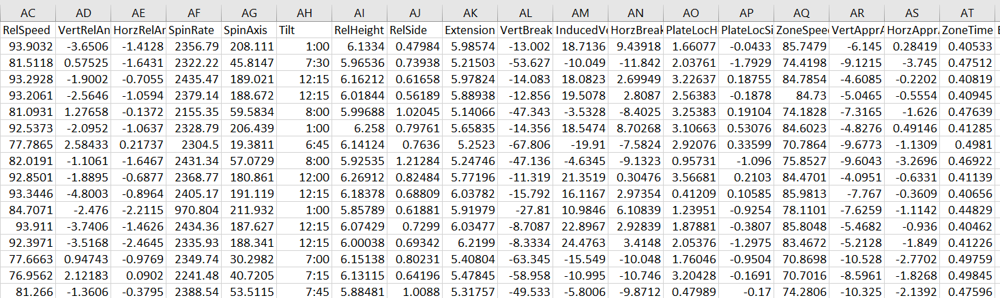 AC AD AE AF AG AH AI AJ AK AL AM AN AO AP AQ AR AS AT
RelSpeed VertRelAn HorzRelAn SpinRate SpinAxis Tilt RelHeight RelSide Extension VertBreak InducedVe HorzBreak PlateLocH PlateLocSi ZoneSpee VertApprA HorzAppr ZoneTime E
93.9032 -3.6506 -1.4128 2356.79 208.111 1:00 6.1334 0.47984 5.98574 -13.002 18.7136 9.43918 1.66077 -0.0433 85.7479 -6.145 0.28419 0.40533
81.5118 0.57525 -1.6431 2322.22 45.8147 7:30 5.96536 0.73938 5.21503 -53.627 -10.049 -11.842 2.03761 -1.7929 74.4198 -9.1215 -3.745 0.47512
93.2928 -1.9002 -0.7055 2435.47 189.021 12:15 6.16212 0.61658 5.97824 -14.083 18.0823 2.69949 3.22637 0.18755 84.7854 -4.6085 -0.2202 0.40819
93.2061 -2.5646 -1.0594 2379.14 188.672 12:15 6.01844 0.56189 5.88938 -12.856 19.5078 2.8087 2.56383 -0.1878 84.73 -5.0465 -0.5554 0.40945
81.0931 1.27658 -0.1372 2155.35 59.5834 8:00 5.99688 1.02045 5.14066 -47.343 -3.5328 -8.4025 3.25383 0.19104 74.1828 -7.3165 -1.626 0.47639
92.5373 -2.0952 -1.0637 2328.79 206.439 1:00 6.258 0.79761 5.65835 -14.356 18.5474 8.70268 3.10663 0.53076 84.6023 -4.8276 0.49146 0.41285
77.7865 2.58433 0.21737 2304.5 19.3811 6:45 6.14124 0.7636 5.2523 -67.806 -19.91 -7.5824 2.92076 0.33599 70.7864 -9.6773 -1.1309 0.4981
82.0191 -1.1061 -1.6467 2431.34 57.0729 8:00 5.92535 1.21284 5.24746 -47.136 -4.6345 -9.1323 0.95731 -1.096 75.8527 -9.6043 -3.2696 0.46922
92.8501 -1.8895 -0.6877 2368.77 180.861 12:00 6.26912 0.82484 5.77196 -11.319 21.3519 0.30476 3.56681 0.2103 84.4701 -4.0951 -0.6331 0.41139
93.3446 -4.8003 -0.8964 2405.17 191.119 12:15 6.18378 0.68809 6.03782 -15.792 16.1167 2.97354 0.41209 0.10585 85.9813 -7.767 -0.3609 0.40656
84.7071 -2.476 -2.2115 970.804 211.932 1:00 5.85789 0.61881 5.91979 -27.81 10.9846 6.10839 1.23951 -0.9254 78.1101 -7.6259 -1.1142 0.44829
93.911 -3.7406 -1.4626 2434.36 187.627 12:15 6.07429 0.7299 6.03477 -8.7087 22.8967 2.92839 1.87881 -0.3807 85.8048 -5.4682 -0.936 0.40462
92.3971 -3.5168 -2.4645 2335.93 188.341 12:15 6.00038 0.69342 6.2199 -8.3334 24.4763 3.4148 2.05376 -1.2975 83.4672 -5.2128 -1.849 0.41226
77.6663 0.94743 -0.9769 2349.74 30.2982 7:00 6.15138 0.80231 5.40804 -63.345 -15.549 -10.048 1.76046 -0.9504 70.8698 -10.528 -2.7702 0.49759
76.9562 2.12183 0.0902 2241.48 40.7205 7:15 6.13115 0.64196 5.47845 -58.958 -10.995 -10.746 3.20428 -0.1691 70.7016 -8.5961 -1.8268 0.49845
81.266 -1.3606 -0.3795 2388.54 53.5115 7:45 5.88481 1.0088 5.31757 -49.533 -5.8006 -9.8712 0.47989 -0.17 74.2806 -10.325 -2.1392 0.47596